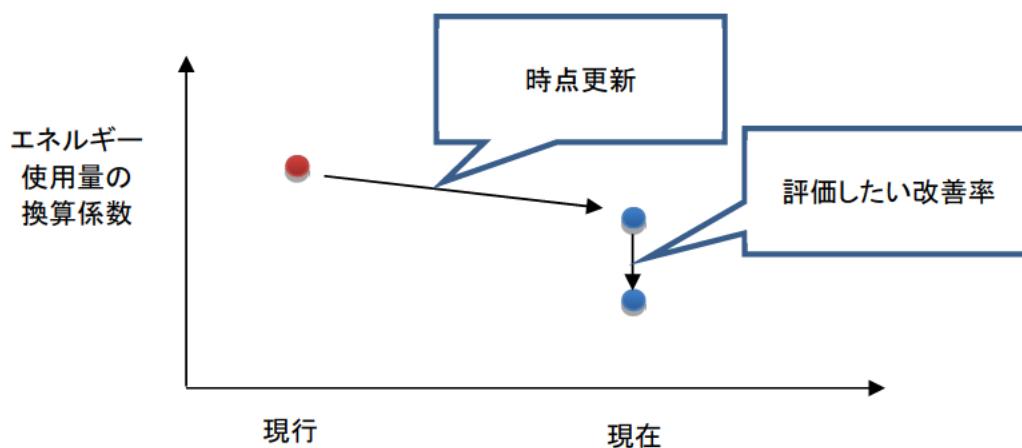 時点更新
エネルギー
使用量の
換算係数
評価したい改善率
現行
現在